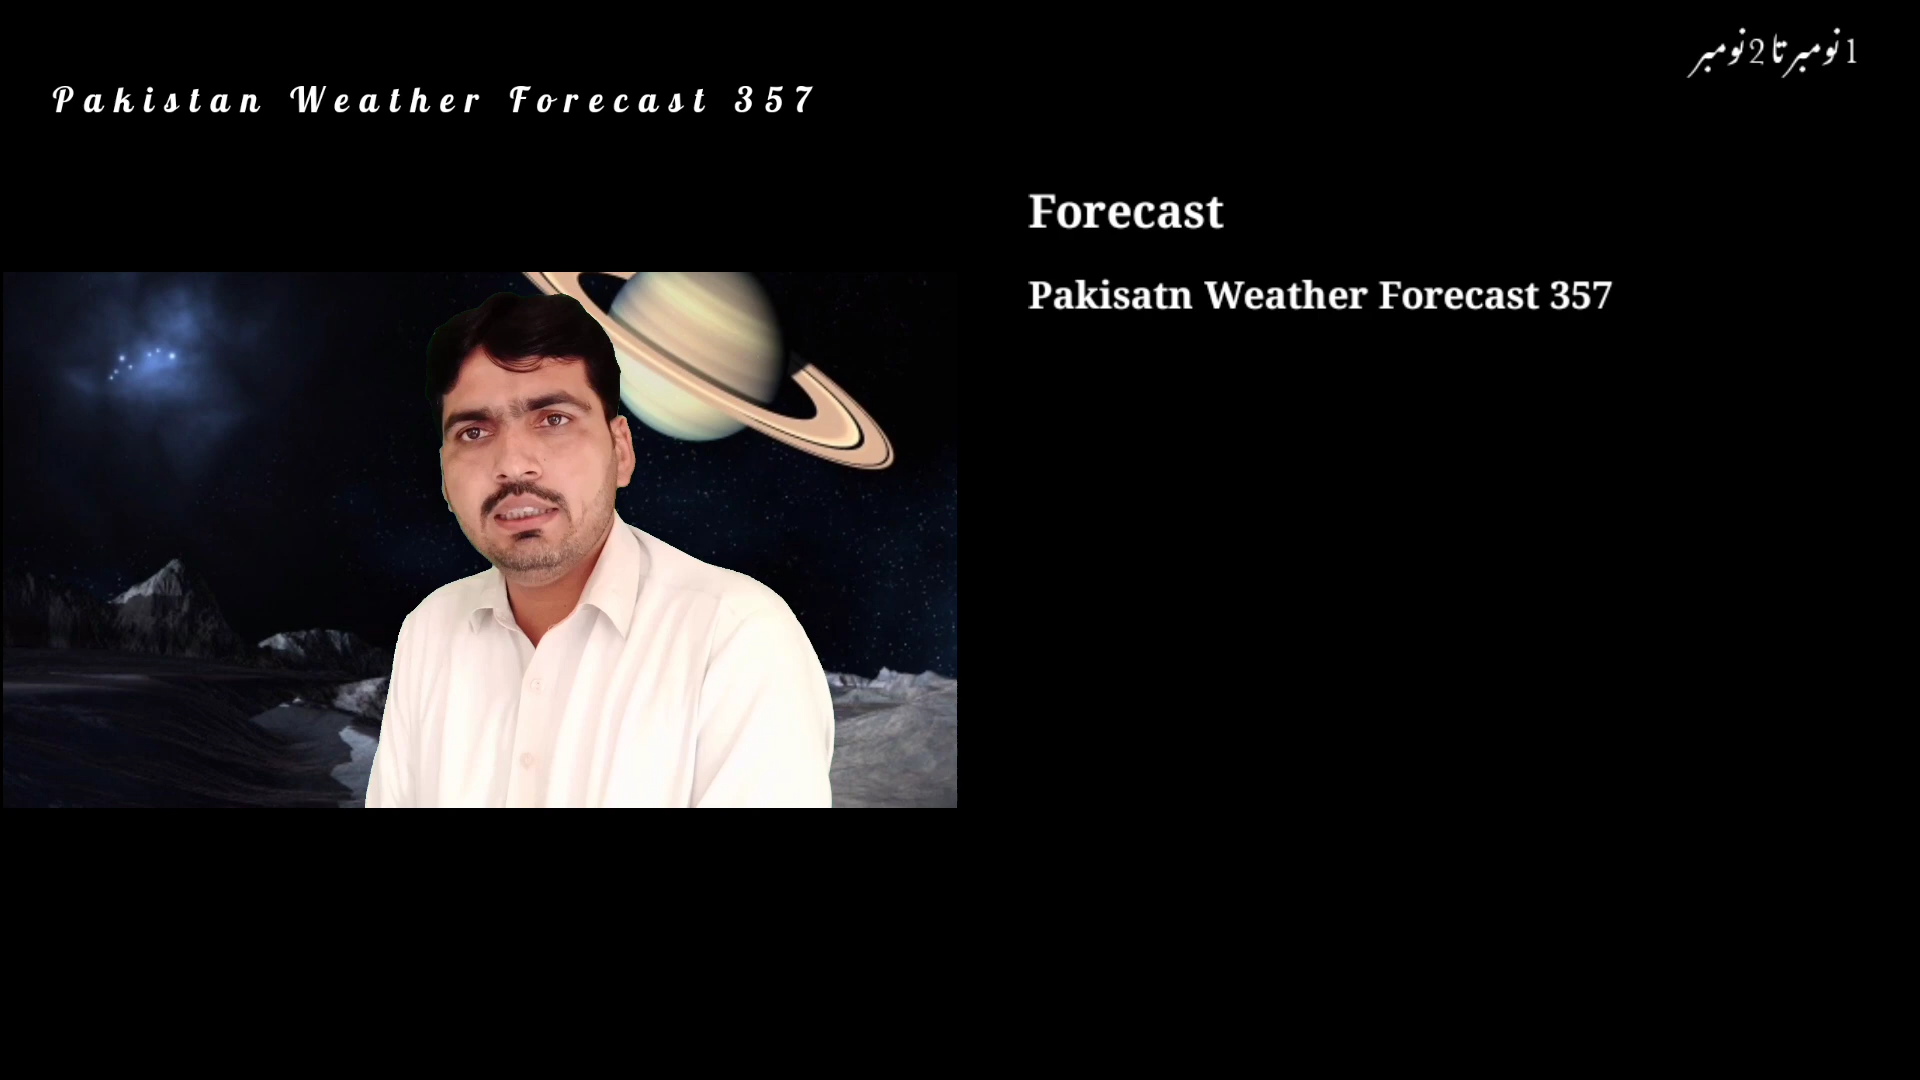 1 نومبر تا 2 نومبر
Pakistan Weather Forecast 357
Forecast
Pakisatn Weather Forecast 357